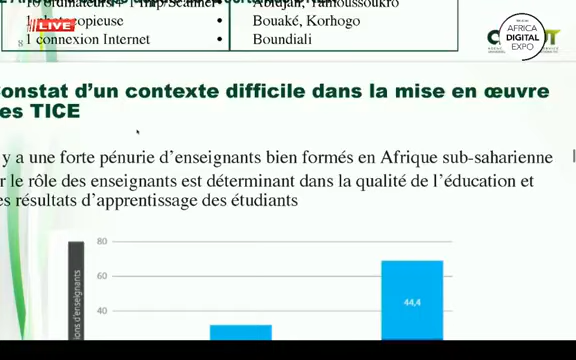 #LIVE
1 photocopieuse
1 connexion Internet
Bouaké, Korhogo
Boundiali
AFRICA
DIGITAL
EXPO
8
onstat d'un contexte difficile dans la mise en œuvre
es TICE
y a une forte pénurie d'enseignants bien formés en Afrique sub-saharienne
r le rôle des enseignants est déterminant dans la qualité de l'éducation et
es résultats d'apprentissage des étudiants
ions d'enseignants
80
60
40
44,4